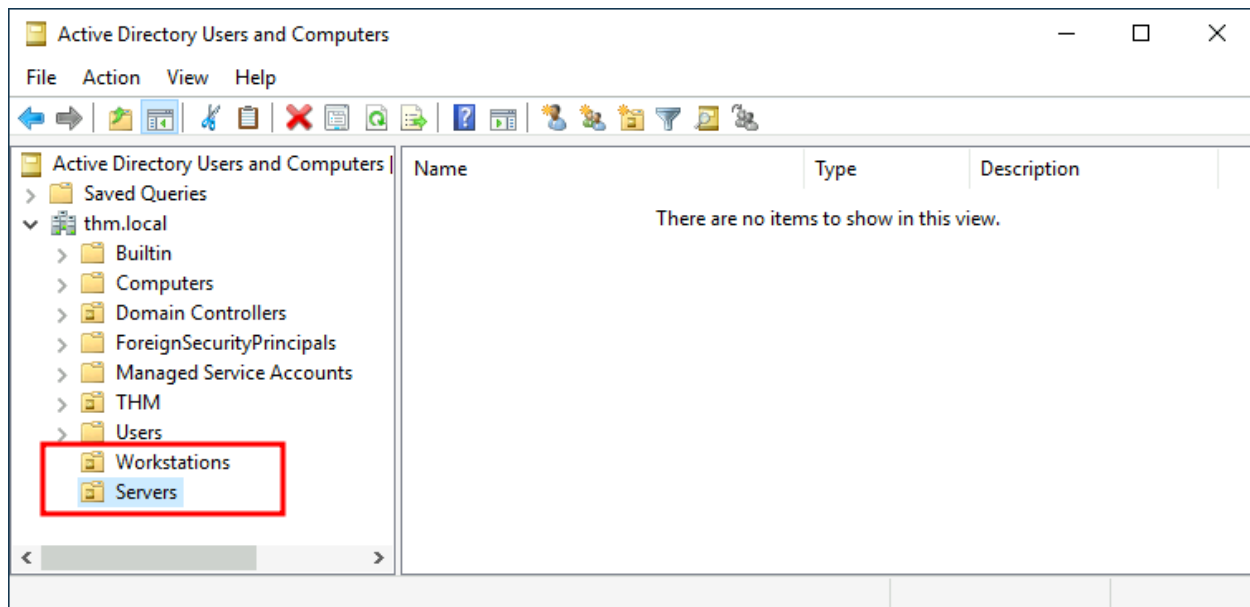 Active Directory Users and Computers
File Action View Help
Active Directory Users and Computers [
Saved Queries
thm.local
Builtin
Computers
Domain Controllers
ForeignSecurityPrincipals
Managed Service Accounts
THM
Users
Workstations
Servers
Name Type Description
There are no items to show in this view.